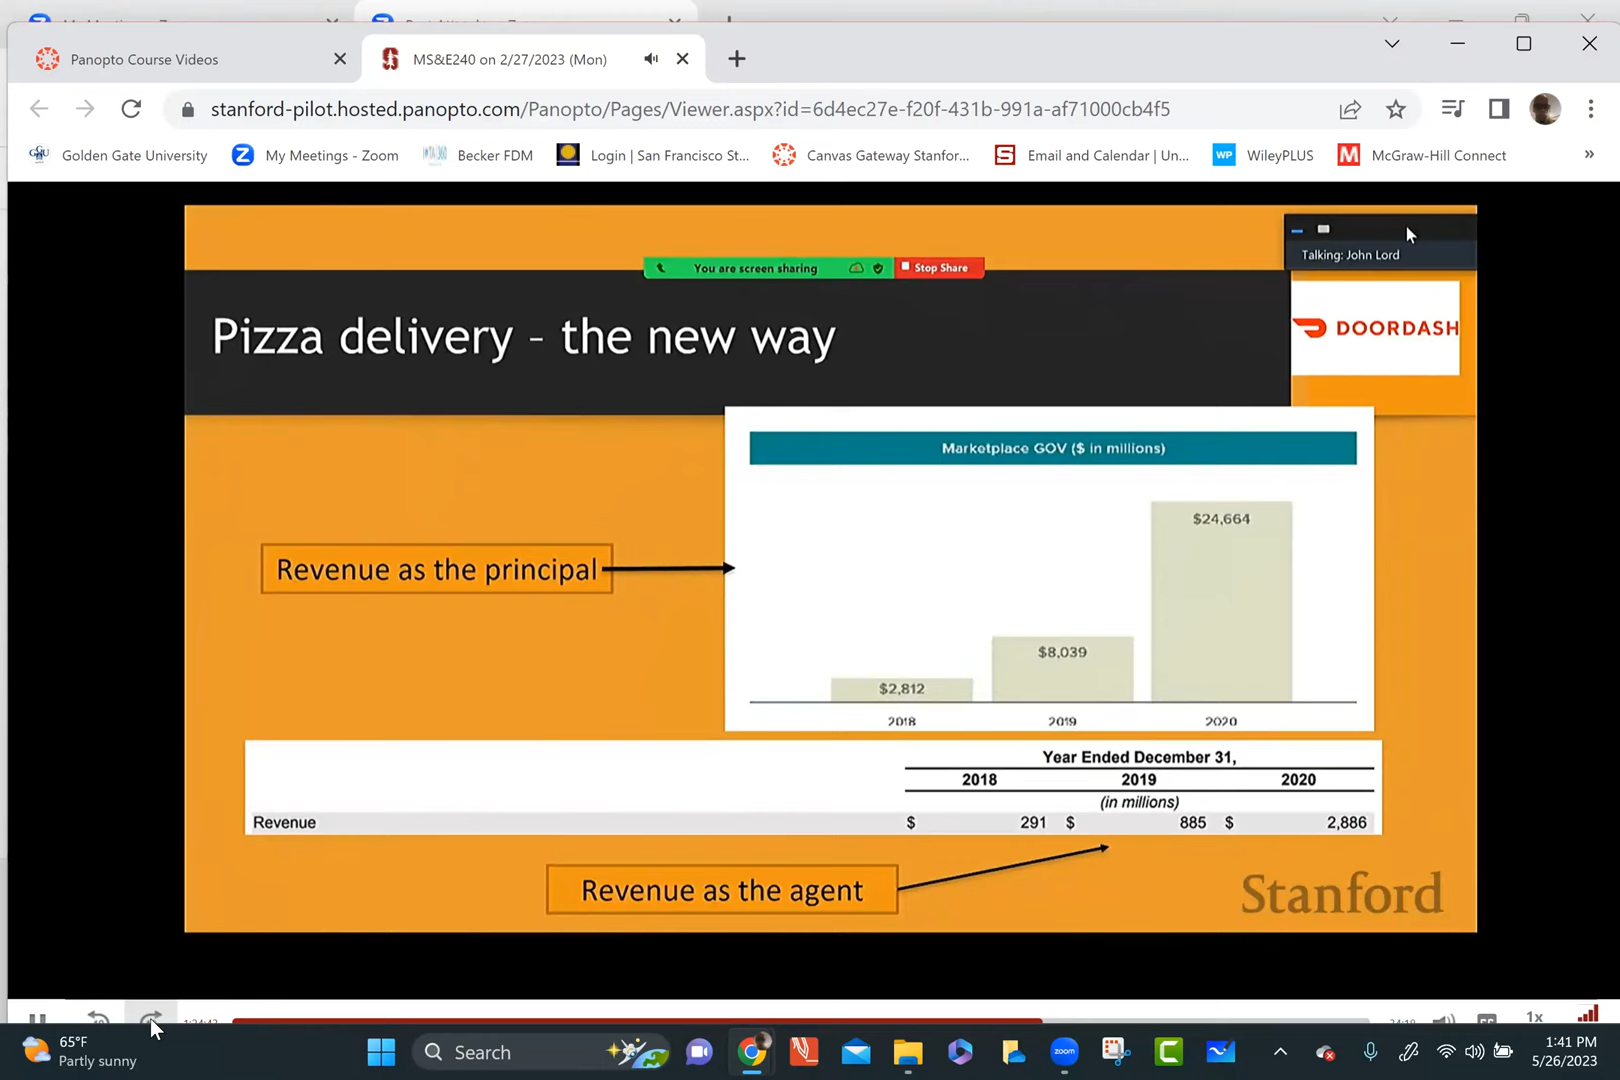 Panopto Course Videos
MS&E240 on 2/27/2023 (Mon)
stanford-pilot.hosted.panopto.com/Panopto/Pages/Viewer.aspx?id=6d4ec27e-f20f-431b-991a-af71000cb4f5
Golden Gate University My Meetings - Zoom Becker FDM Login | San Francisco St... Canvas Gateway Stanfor... S Email and Calendar | Un... WP WileyPLUS M McGraw-Hill Connect »
Talking: John Lord
You are screen sharing Stop Share
Pizza delivery - the new way
DOORDASH
Marketplace GOV ($ in millions)
$24,664
Revenue as the principal
$8,039
$2,812
2018 2019 2020
Year Ended December 31,
2018 2019 2020
(in millions)
Revenue $ 291 $ 885 $ 2,886
Revenue as the agent
Stanford
1x
65°F
Partly sunny
Search
zoom
1:41 PM
5/26/2023